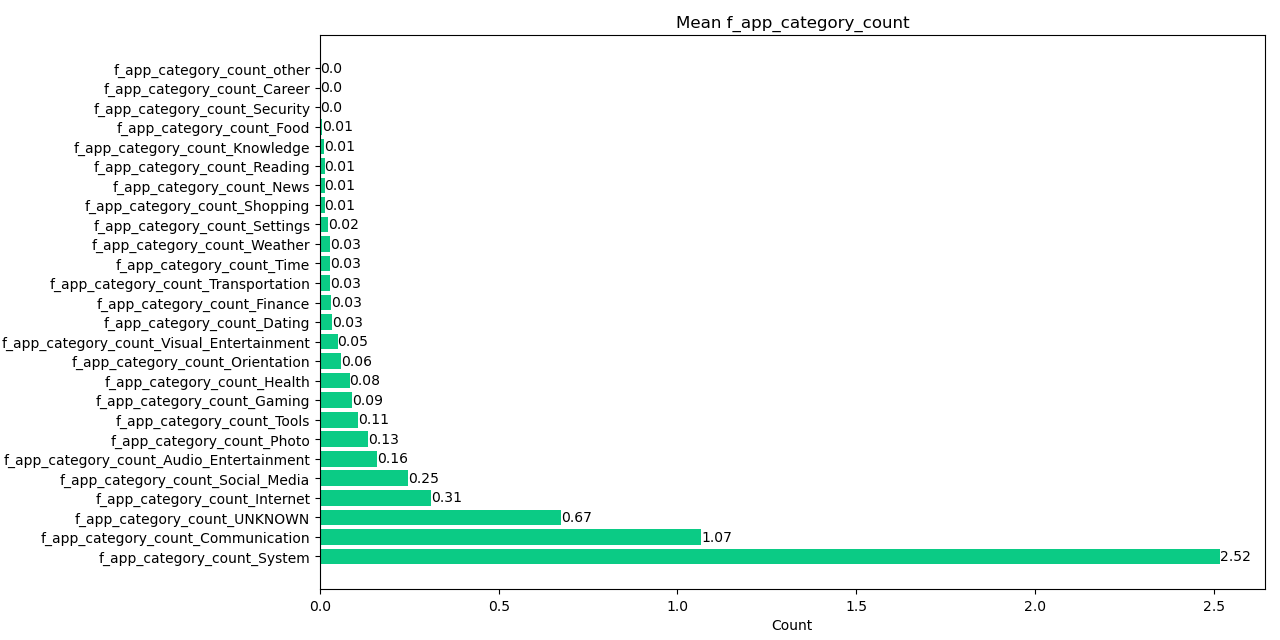 Mean f_app_category_count
f_app_category_count_other 0.0
f_app_category_count_Career 0.0
f_app_category_count_Security 0.0
f_app_category_count_Food 0.01
f_app_category_count_Knowledge 0.01
f_app_category_count_Reading 0.01
f_app_category_count_News 0.01
f_app_category_count_Shopping 0.01
f_app_category_count_Settings 0.02
f_app_category_count_Weather 0.03
f_app_category_count_Time 0.03
f_app_category_count_Transportation 0.03
f_app_category_count_Finance 0.03
f_app_category_count_Dating 0.03
f_app_category_count_Visual_Entertainment 0.05
f_app_category_count_Orientation 0.06
f_app_category_count_Health 0.08
f_app_category_count_Gaming 0.09
f_app_category_count_Tools 0.11
f_app_category_count_Photo 0.13
f_app_category_count_Audio_Entertainment 0.16
f_app_category_count_Social_Media 0.25
f_app_category_count_Internet 0.31
f_app_category_count_UNKNOWN 0.67
f_app_category_count_Communication 1.07
f_app_category_count_System 2.52
0.0 0.5 1.0 1.5 2.0 2.5
Count